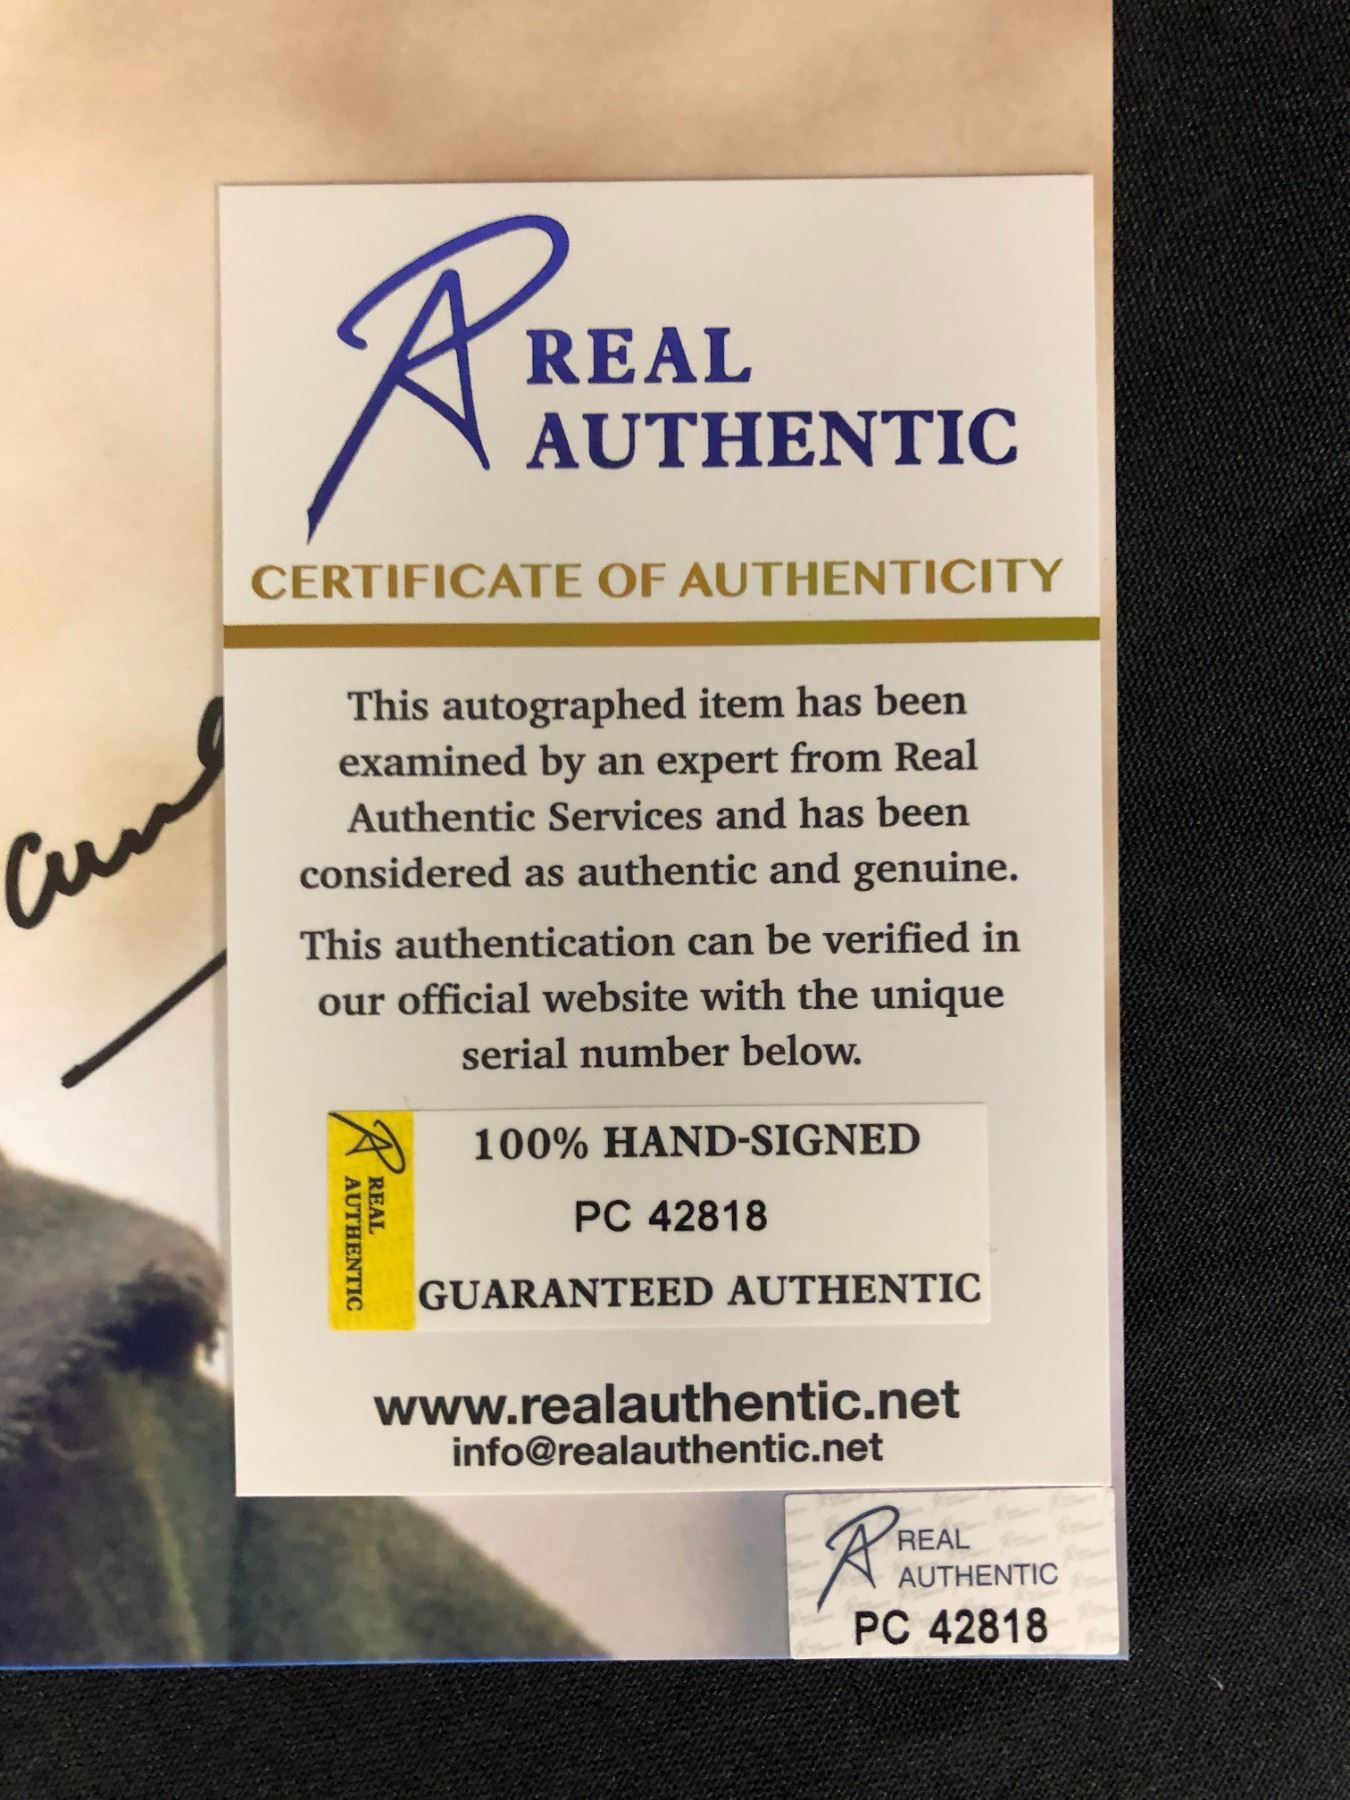 REAL
AUTHENTIC
CERTIFICATE OF AUTHENTICITY
This autographed item has been
examined by an expert from Real
Authentic Services and has been
considered as authentic and genuine.
This authentication can be verified in
our official website with the unique
serial number below.
REAL
AUTHENTIC
100% HAND-SIGNED
PC 42818
GUARANTEED AUTHENTIC
www.realauthentic.net
info@realauthentic.net
REAL
AUTHENTIC
PC 42818